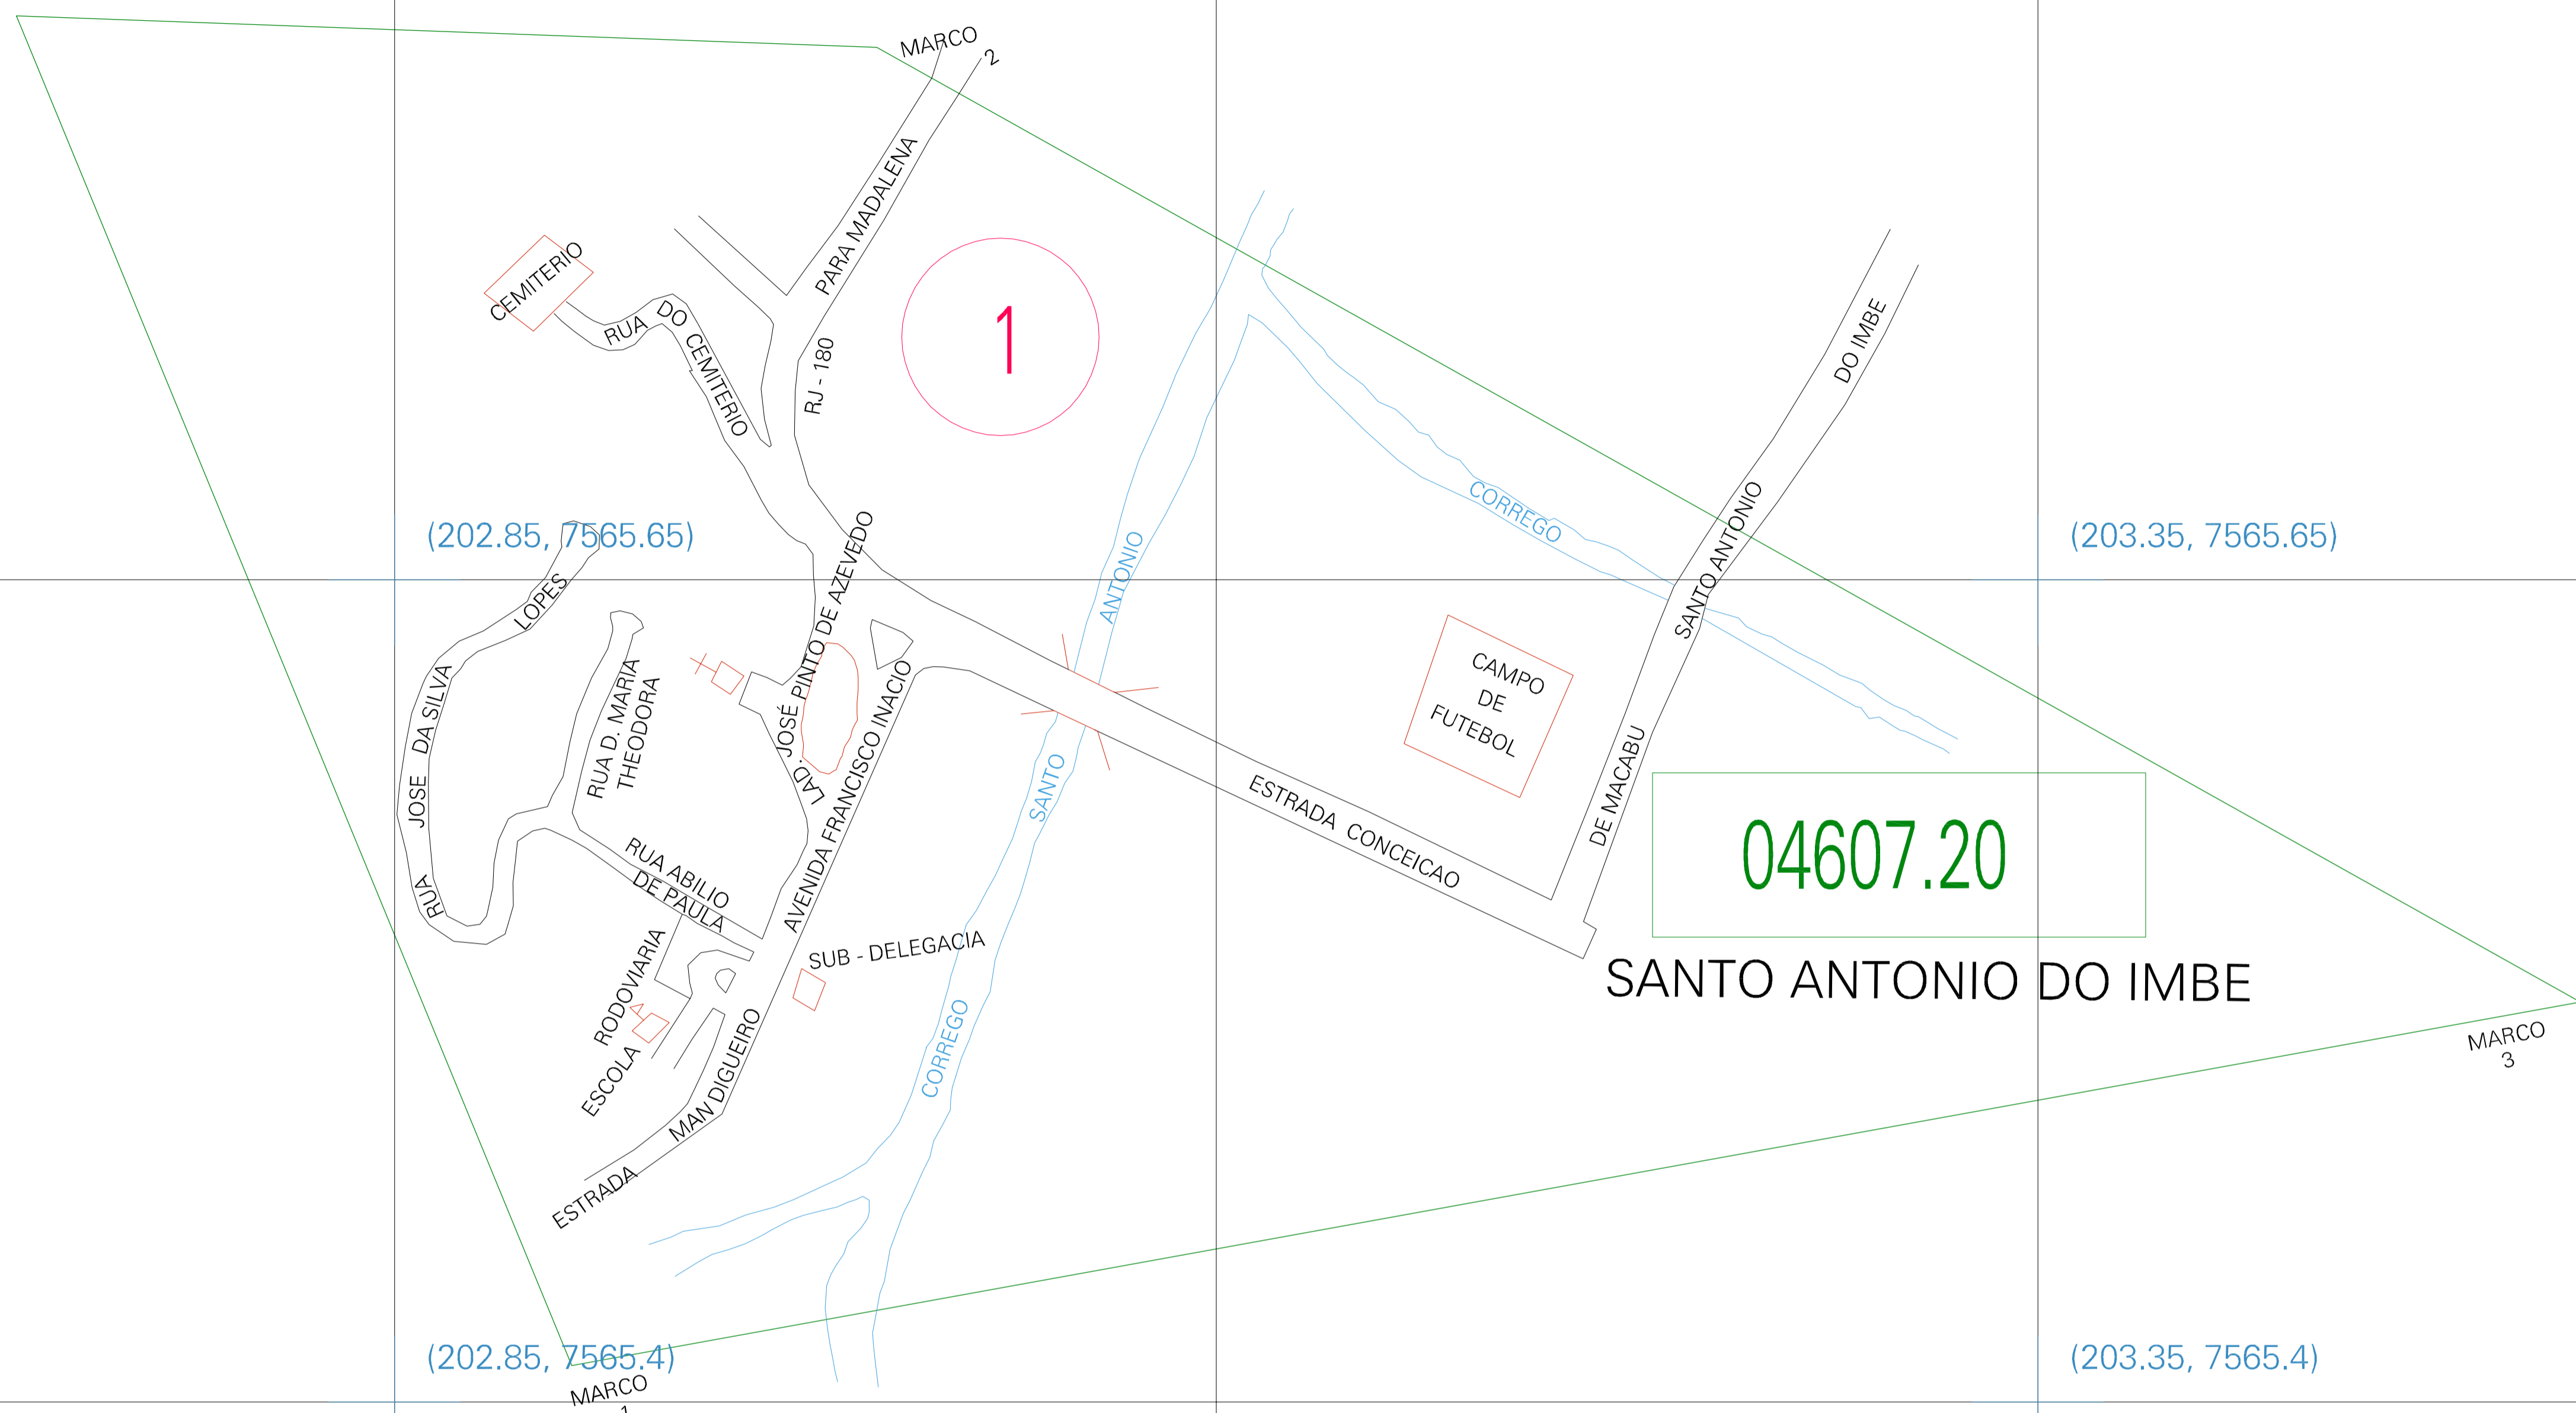 MARCO
2
PARA MADALENA
CEMITERIO
RUA DO CEMITERIO
RJ - 180
1
DO IMBE
CORREGO
SANTO ANTONIO
(202.85, 7565.65)
(203.35, 7565.65)
LOPES
DA SILVA
JOSE
RUA
RUA D. MARIA
THEODORA
LAD. JOSÉ PINTO DE AZEVEDO
AVENIDA FRANCISCO INACIO
ANTONIO
SANTO
CORREGO
CAMPO
DE
FUTEBOL
DE MACABU
ESTRADA CONCEICAO
RUA ABILIO
DE PAULA
04607.20
SANTO ANTONIO DO IMBE
SUB - DELEGACIA
RODOVIARIA
ESCOLA
MAN DIGUEIRO
ESTRADA
MARCO
3
(202.85, 7565.4)
(203.35, 7565.4)
MARCO
1